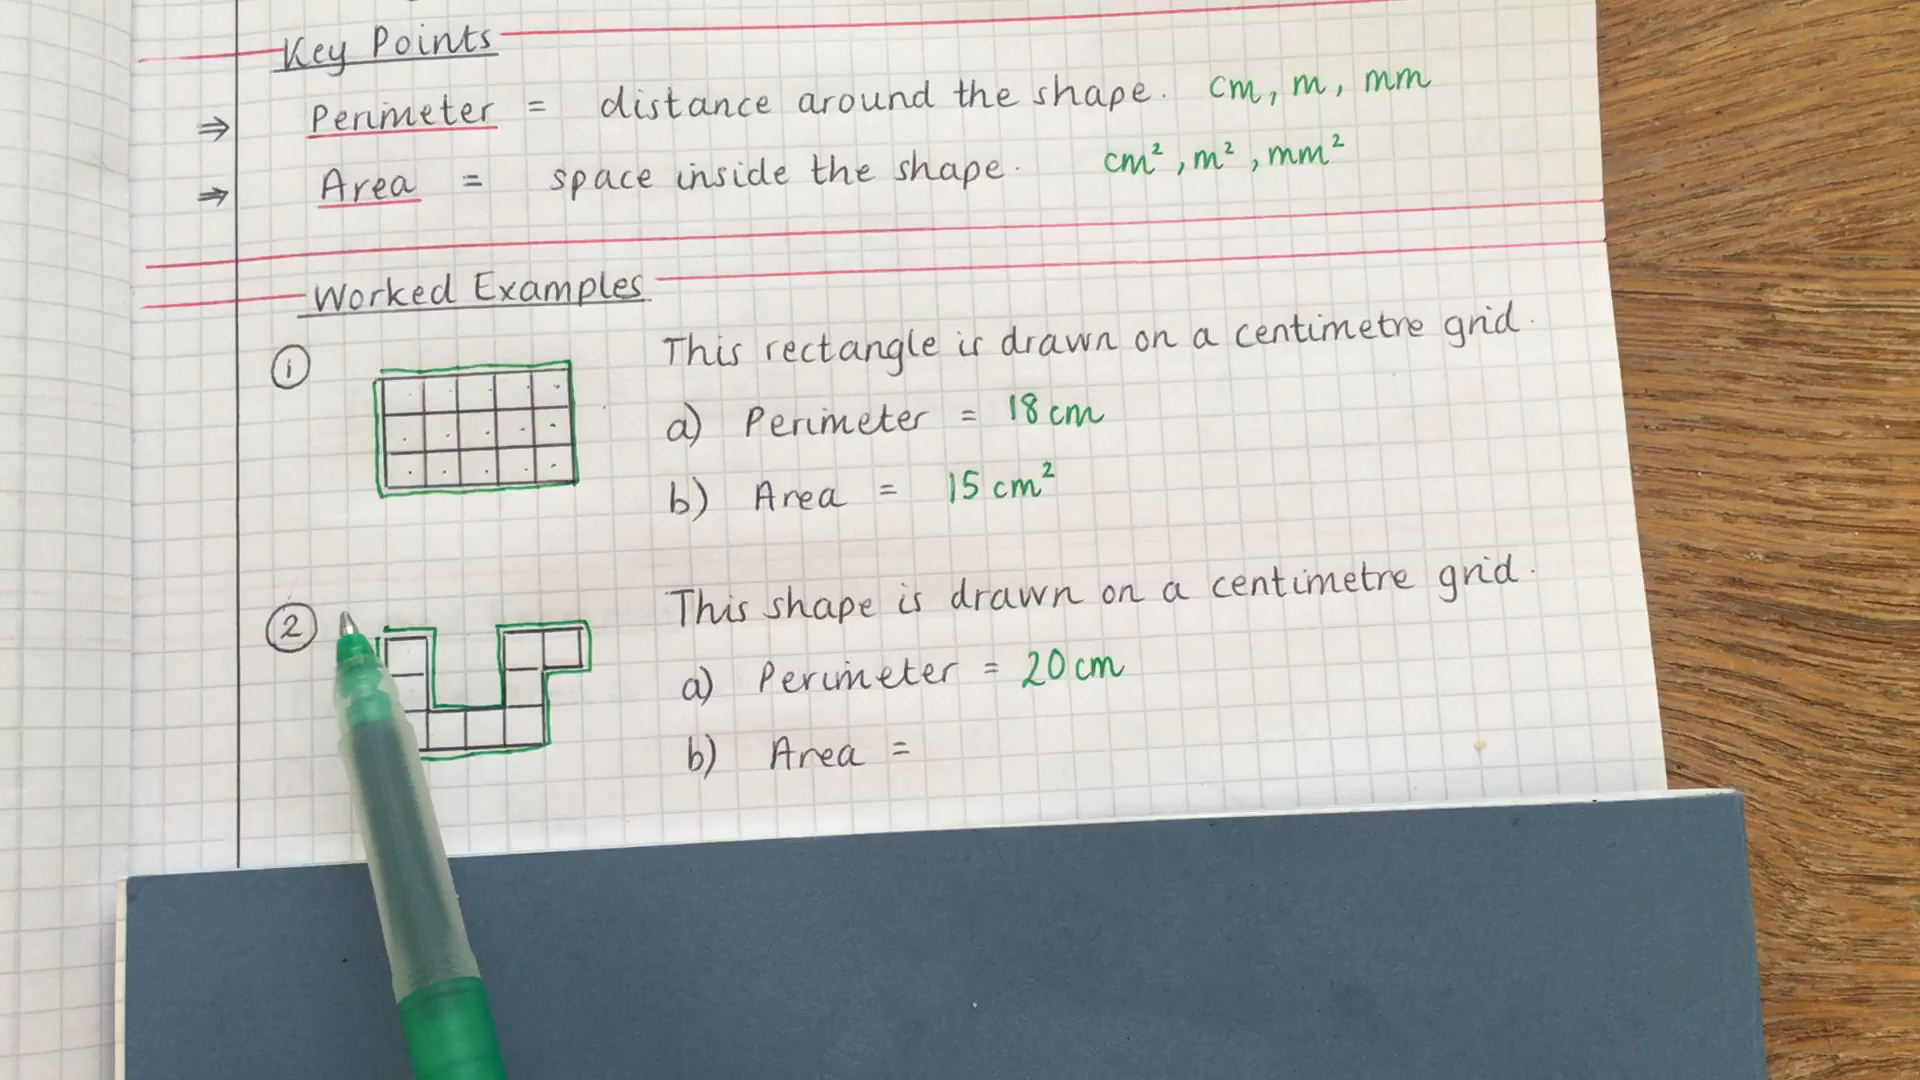 Key Points
⇒ Perimeter = distance around the shape. cm, m, mm
⇒ Area = space inside the shape. cm², m², mm²
Worked Examples
① This rectangle is drawn on a centimetre grid.
a) Perimeter = 18 cm
b) Area = 15 cm²
② This shape is drawn on a centimetre grid.
a) Perimeter = 20 cm
b) Area =